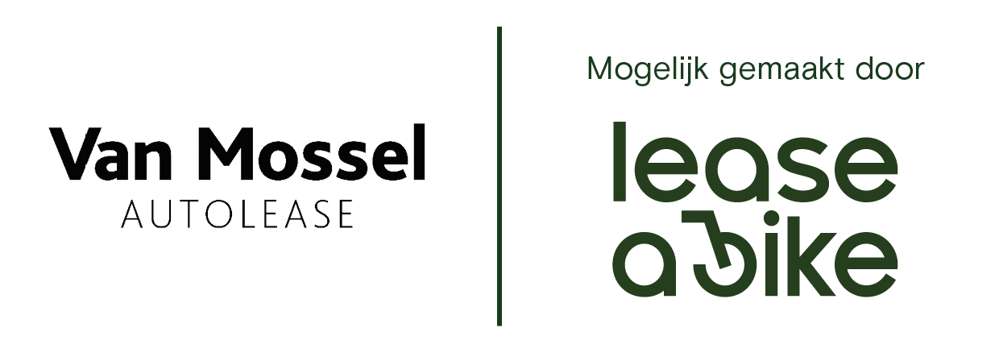 Van Mossel
AUTOLEASE
Mogelijk gemaakt door
lease
a bike